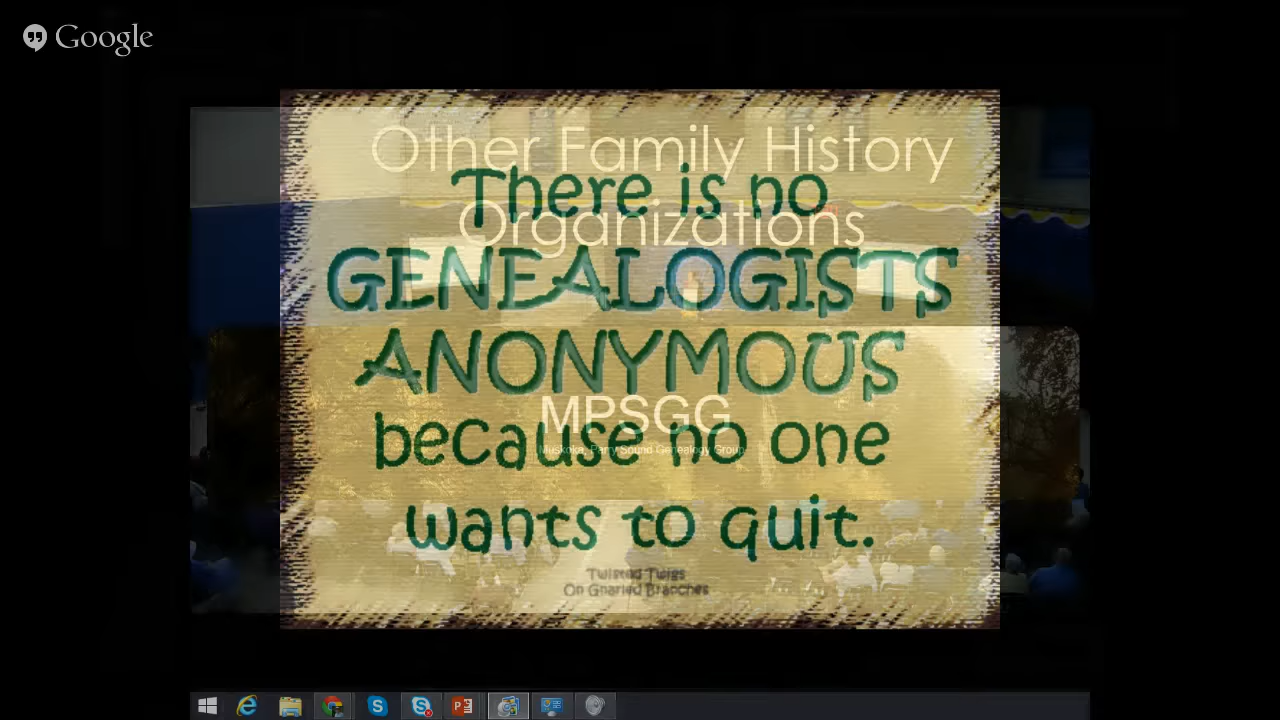 Google
Other Family History
There is no
Organizations
GENEALOGISTS
ANONYMOUS
MPSGG
because no one
Muskoka, Parry Sound Genealogy Group
wants to quit.
Twisted Twigs
On Gnarled Branches